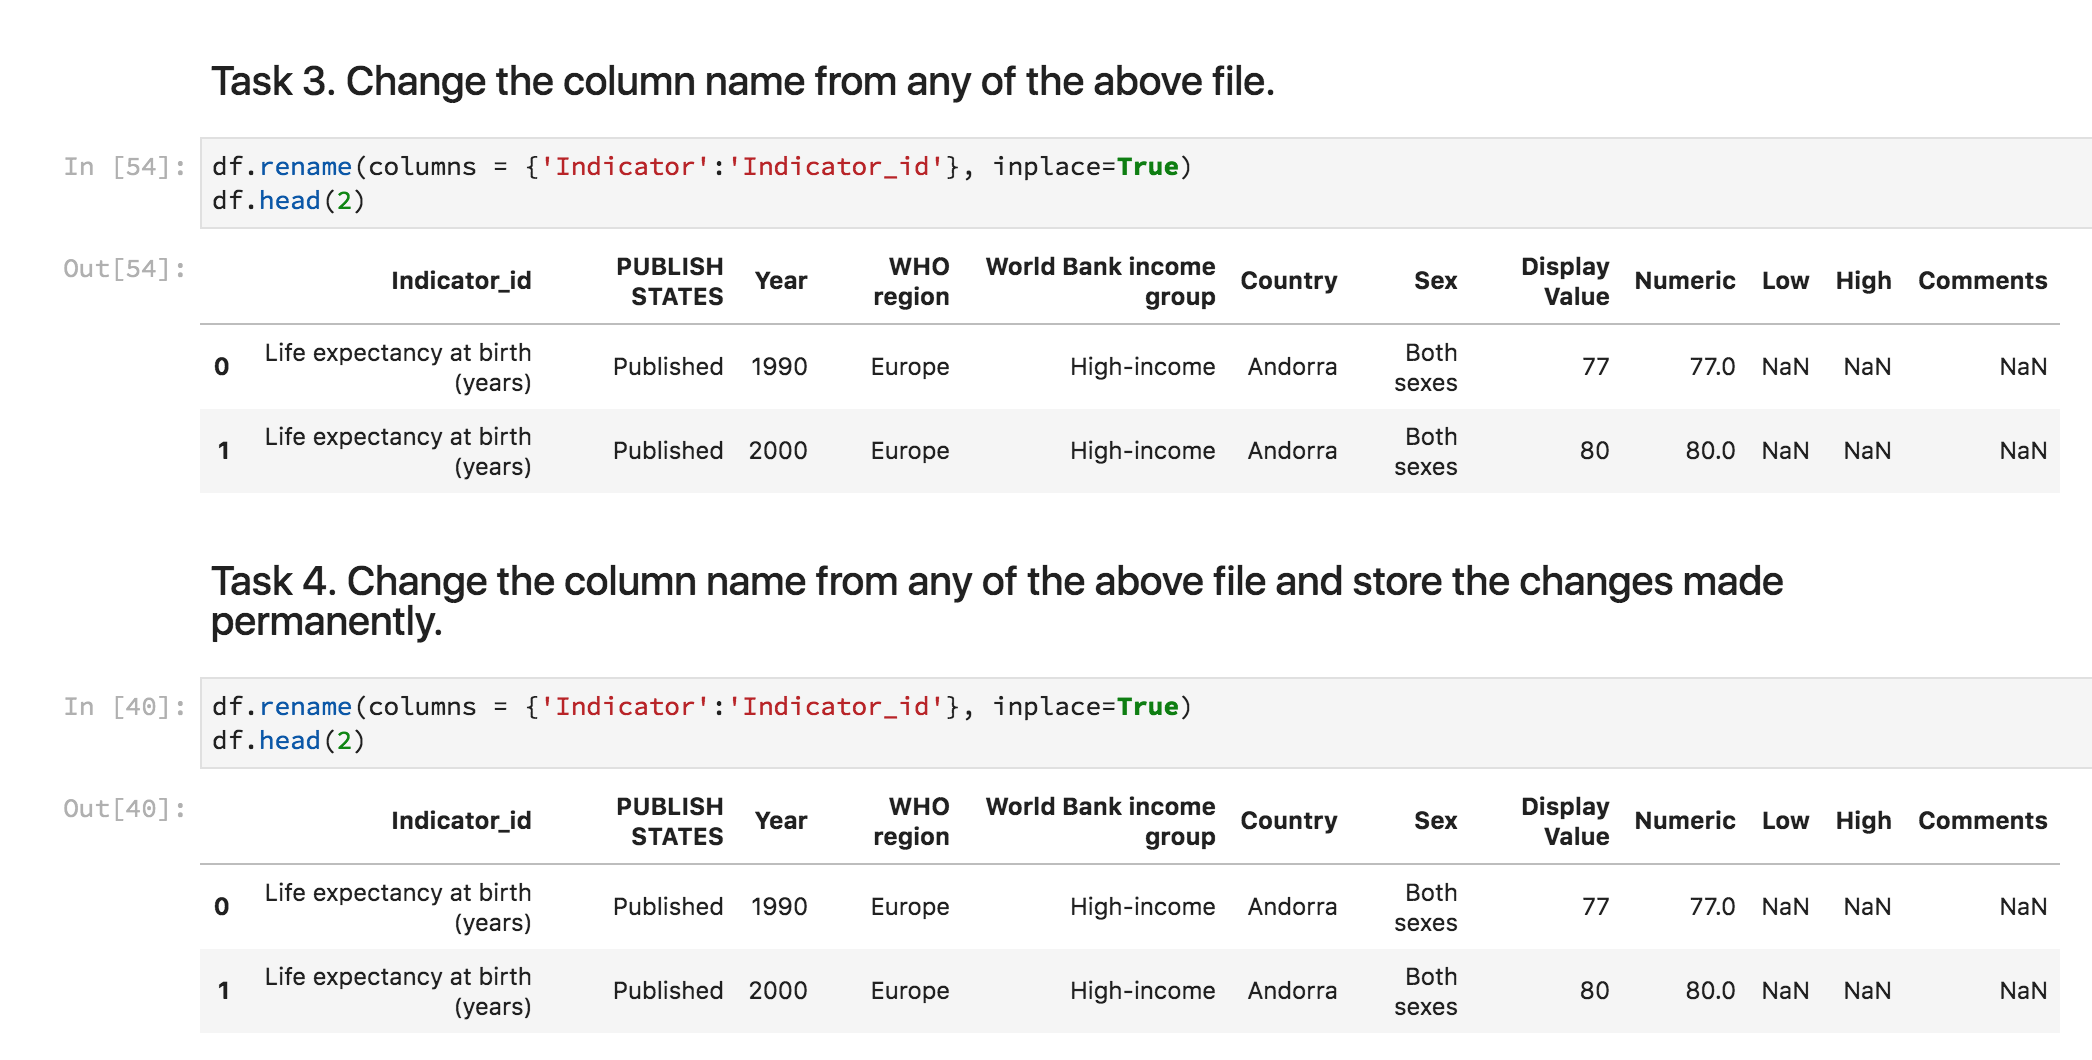 Task 3. Change the column name from any of the above file.
In [54]: df.rename(columns = {'Indicator':'Indicator_id'}, inplace=True)
df.head(2)
Out[54]:
Indicator_id PUBLISH STATES Year WHO region World Bank income group Country Sex Display Value Numeric Low High Comments
0 Life expectancy at birth (years) Published 1990 Europe High-income Andorra Both sexes 77 77.0 NaN NaN NaN
1 Life expectancy at birth (years) Published 2000 Europe High-income Andorra Both sexes 80 80.0 NaN NaN NaN
Task 4. Change the column name from any of the above file and store the changes made
permanently.
In [40]: df.rename(columns = {'Indicator':'Indicator_id'}, inplace=True)
df.head(2)
Out[40]:
Indicator_id PUBLISH STATES Year WHO region World Bank income group Country Sex Display Value Numeric Low High Comments
0 Life expectancy at birth (years) Published 1990 Europe High-income Andorra Both sexes 77 77.0 NaN NaN NaN
1 Life expectancy at birth (years) Published 2000 Europe High-income Andorra Both sexes 80 80.0 NaN NaN NaN